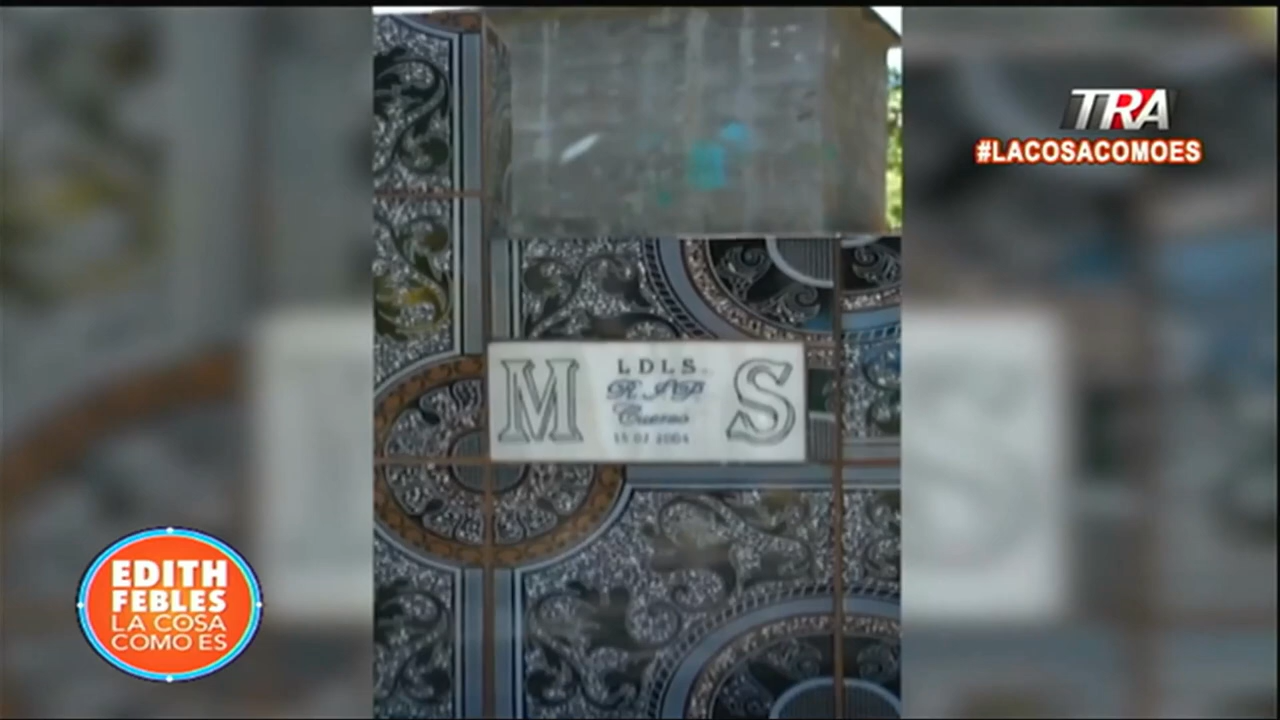 TRA
#LACOSACOMOES
M
LDLS
R.I.P
S
EDITH
FEBLES
LA COSA
COMO ES